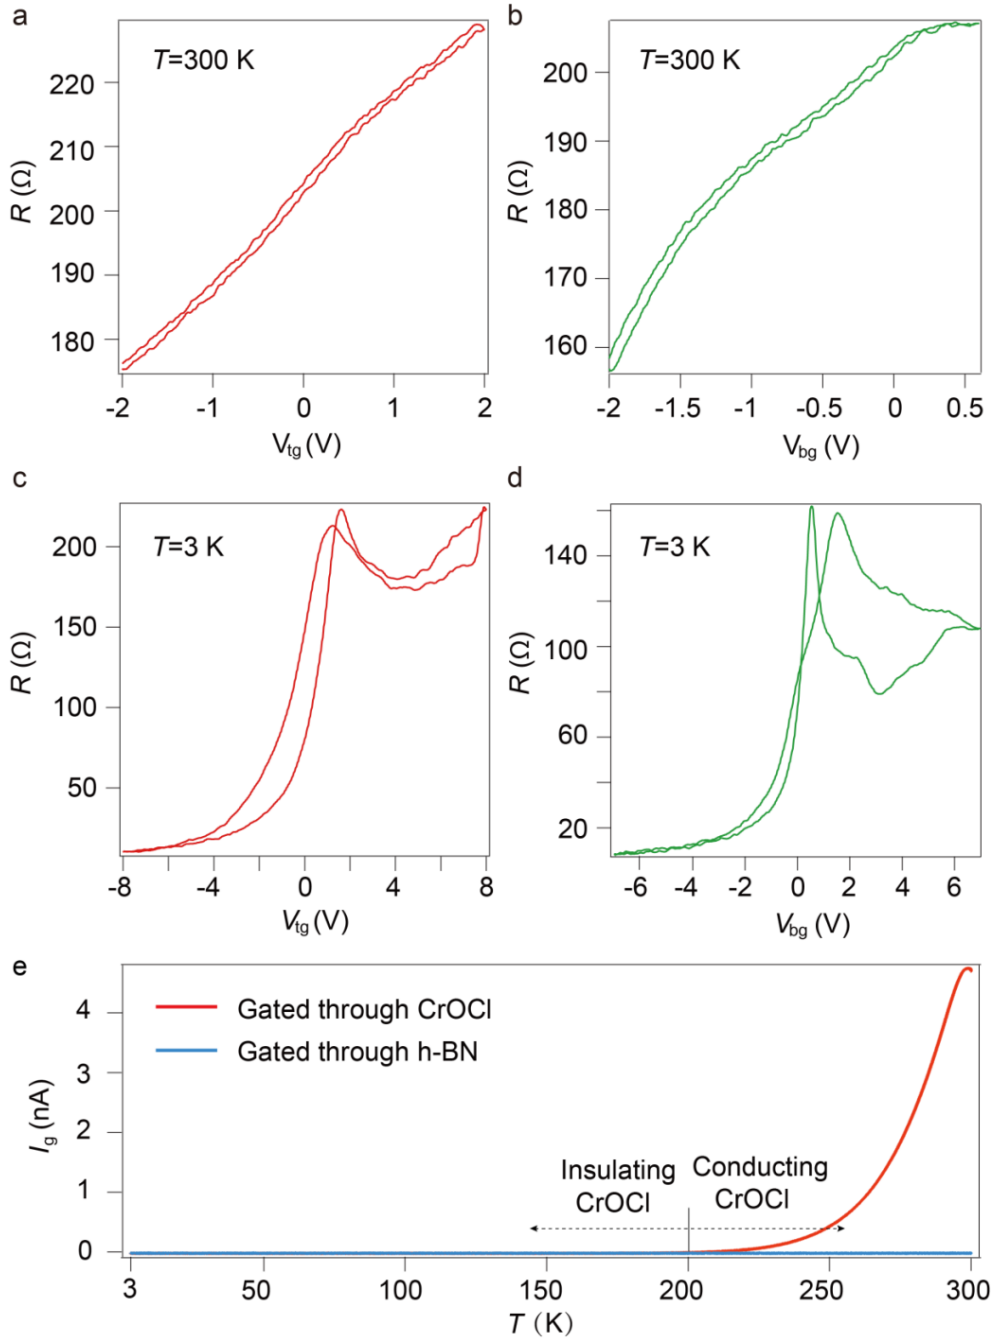 a
T=300 K
R (Ω)
220
210
200
190
180
-2 -1 0 1 2
Vtg (V)
b
T=300 K
R (Ω)
200
190
180
170
160
-2 -1.5 -1 -0.5 0 0.5
Vbg (V)
c
T=3 K
R (Ω)
200
150
100
50
-8 -4 0 4 8
Vtg (V)
d
T=3 K
R (Ω)
140
100
60
20
-6 -4 -2 0 2 4 6
Vbg (V)
e
Gated through CrOCl
Gated through h-BN
Ig (nA)
4
3
2
1
0
Insulating
CrOCl
Conducting
CrOCl
3 50 100 150 200 250 300
T (K)